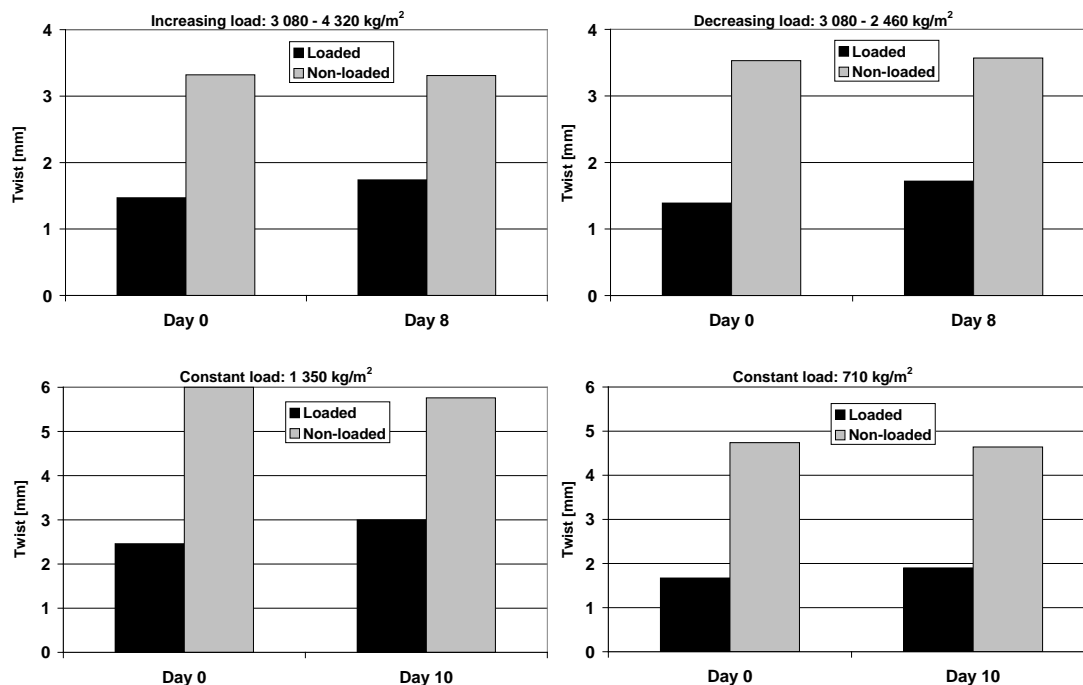 Increasing load: 3 080 - 4 320 kg/m²
4
3
2
1
0
Twist [mm]
Loaded
Non-loaded
Day 0
Day 8
Decreasing load: 3 080 - 2 460 kg/m²
4
3
2
1
0
Twist [mm]
Loaded
Non-loaded
Day 0
Day 8
Constant load: 1 350 kg/m²
6
5
4
3
2
1
0
Twist [mm]
Loaded
Non-loaded
Day 0
Day 10
Constant load: 710 kg/m²
6
5
4
3
2
1
0
Twist [mm]
Loaded
Non-loaded
Day 0
Day 10